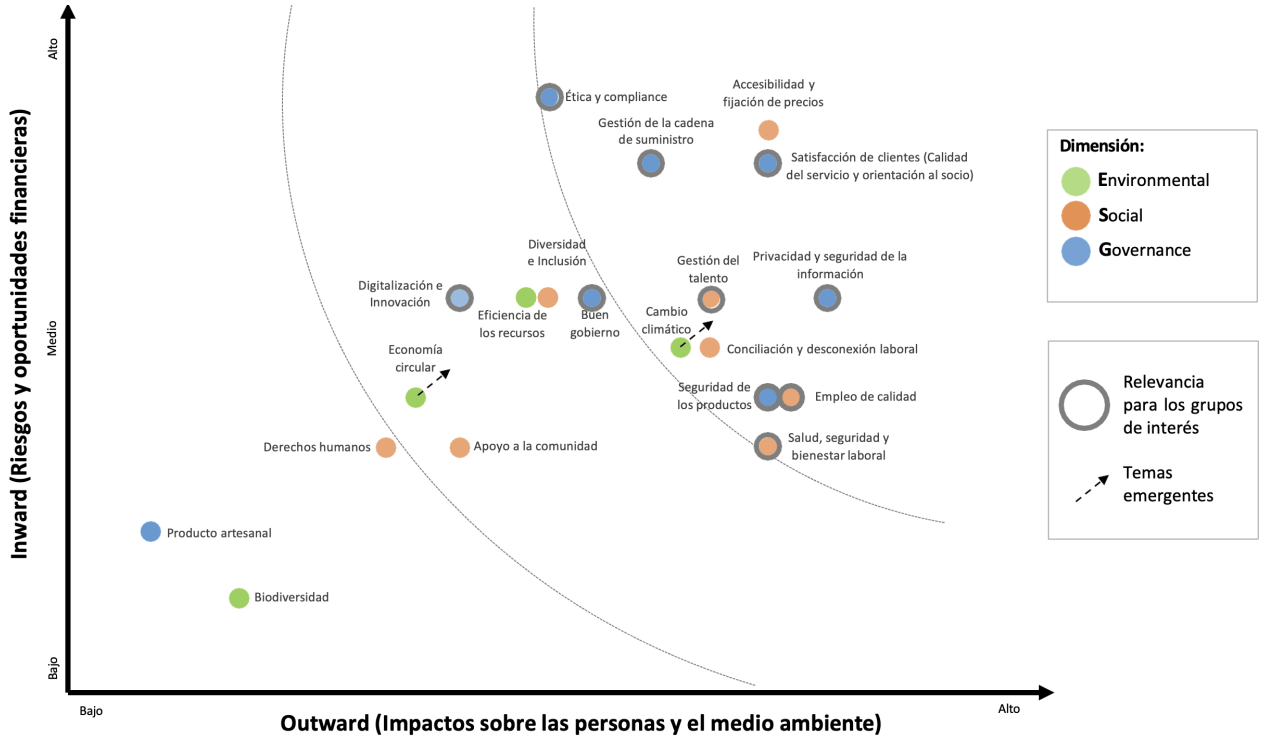 Inward (Riesgos y oportunidades financieras)
Alto
Medio
Bajo
Ética y compliance
Accesibilidad y
fijación de precios
Gestión de la cadena
de suministro
Satisfacción de clientes (Calidad
del servicio y orientación al socio)
Diversidad
e Inclusión
Digitalización e
Innovación
Eficiencia de
los recursos
Buen
gobierno
Gestión del
talento
Privacidad y seguridad de la
información
Cambio
climático
Conciliación y desconexión laboral
Economía
circular
Seguridad de
los productos
Empleo de calidad
Derechos humanos
Apoyo a la comunidad
Salud, seguridad y
bienestar laboral
Producto artesanal
Biodiversidad
Bajo
Alto
Outward (Impactos sobre las personas y el medio ambiente)
Dimensión:
Environmental
Social
Governance
Relevancia
para los grupos
de interés
Temas
emergentes